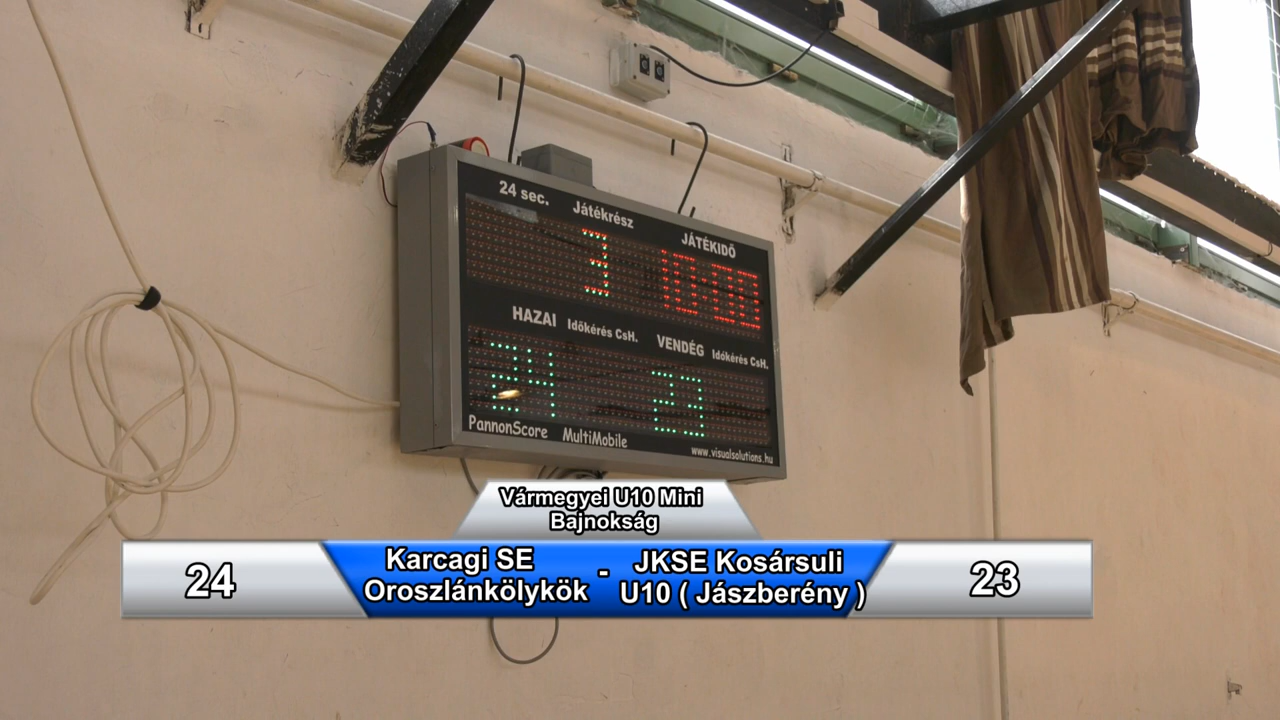 24 sec. Játékrész JÁTÉKIDŐ
3 10:00
HAZAI Időkérés CsH. VENDÉG Időkérés CsH.
24 23
PannonScore MultiMobile www.visualsolutions.hu
Vármegyei U10 Mini
Bajnokság
24
Karcagi SE
Oroszlánkölykök
-
JKSE Kosársuli
U10 ( Jászberény )
23